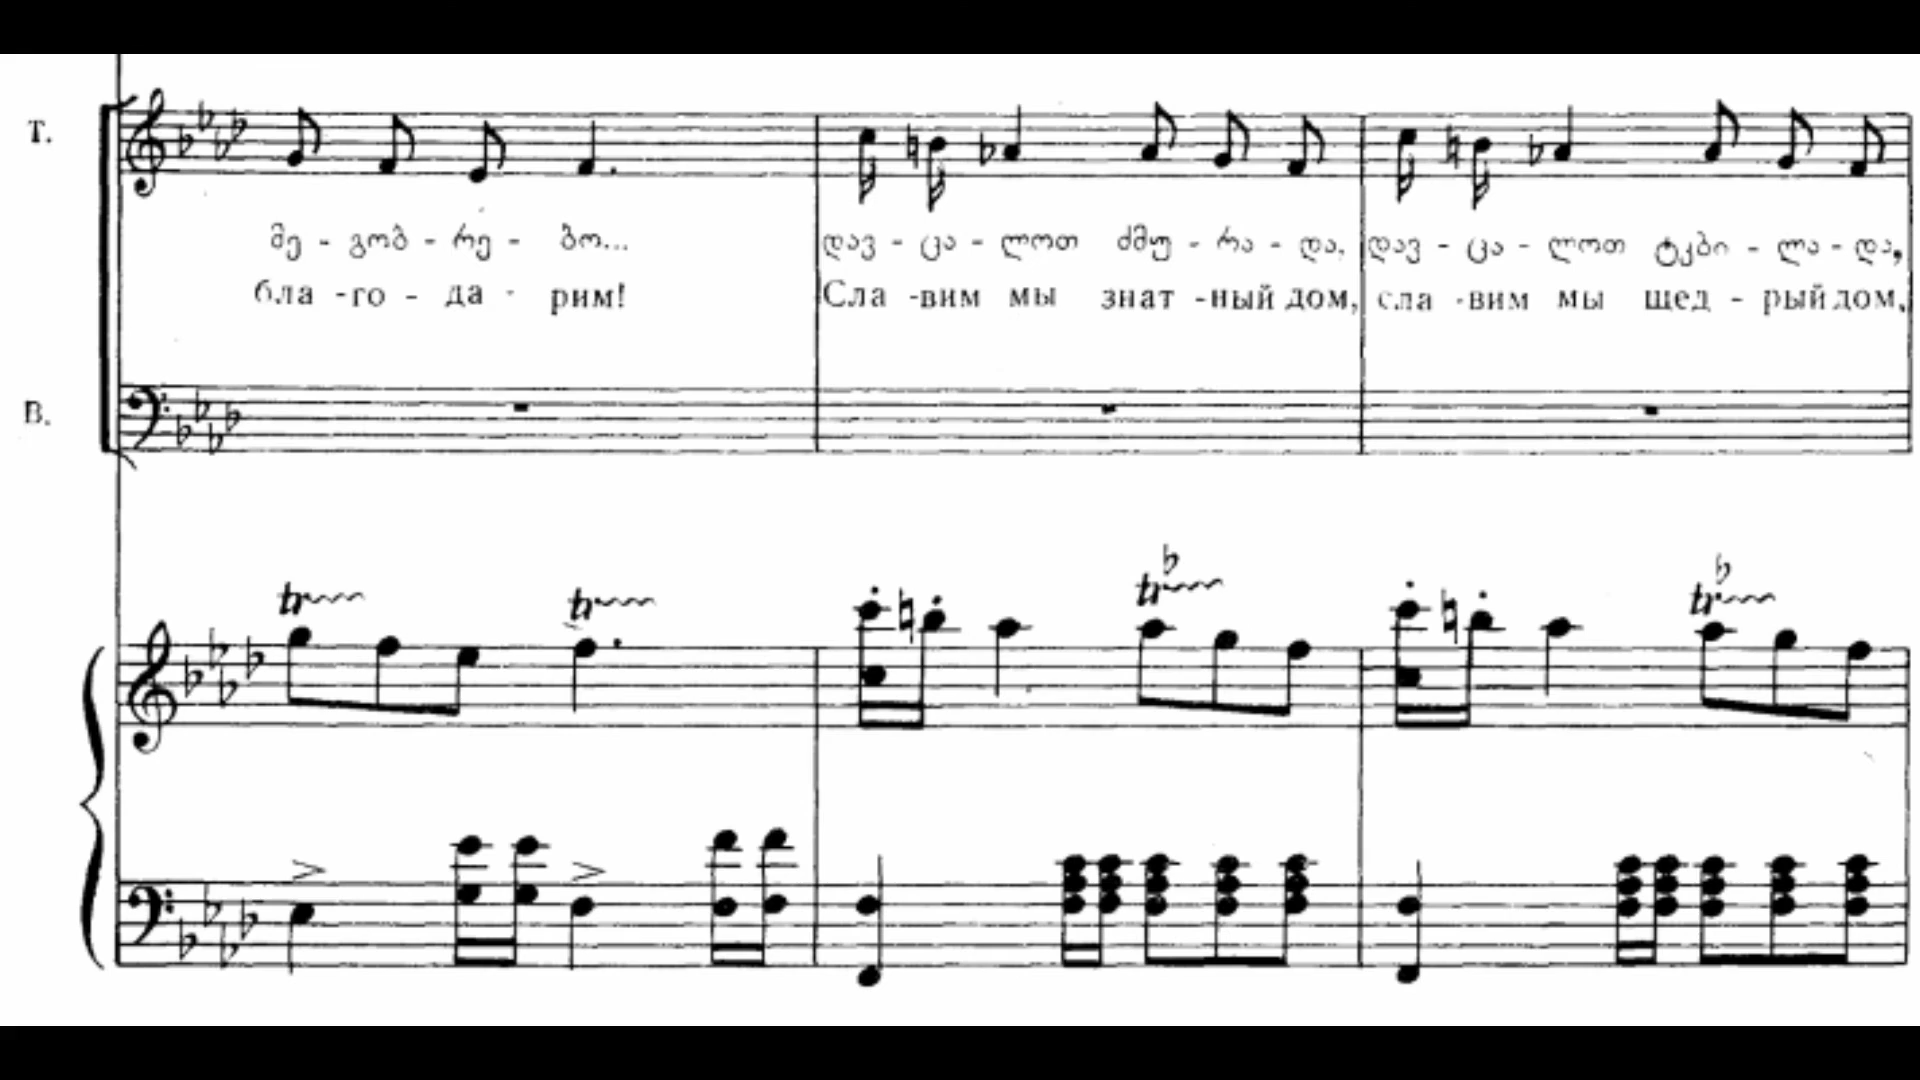 T.
მე - გობ - რე - ბო... დავ - ცა - ლოთ ძმუ - რა - და, დავ - ცა - ლოთ ტკბი - ლა - და,
бла - го - да - рим! Сла - вим мы знат - ный дом, сла - вим мы щед - рый дом,
B.